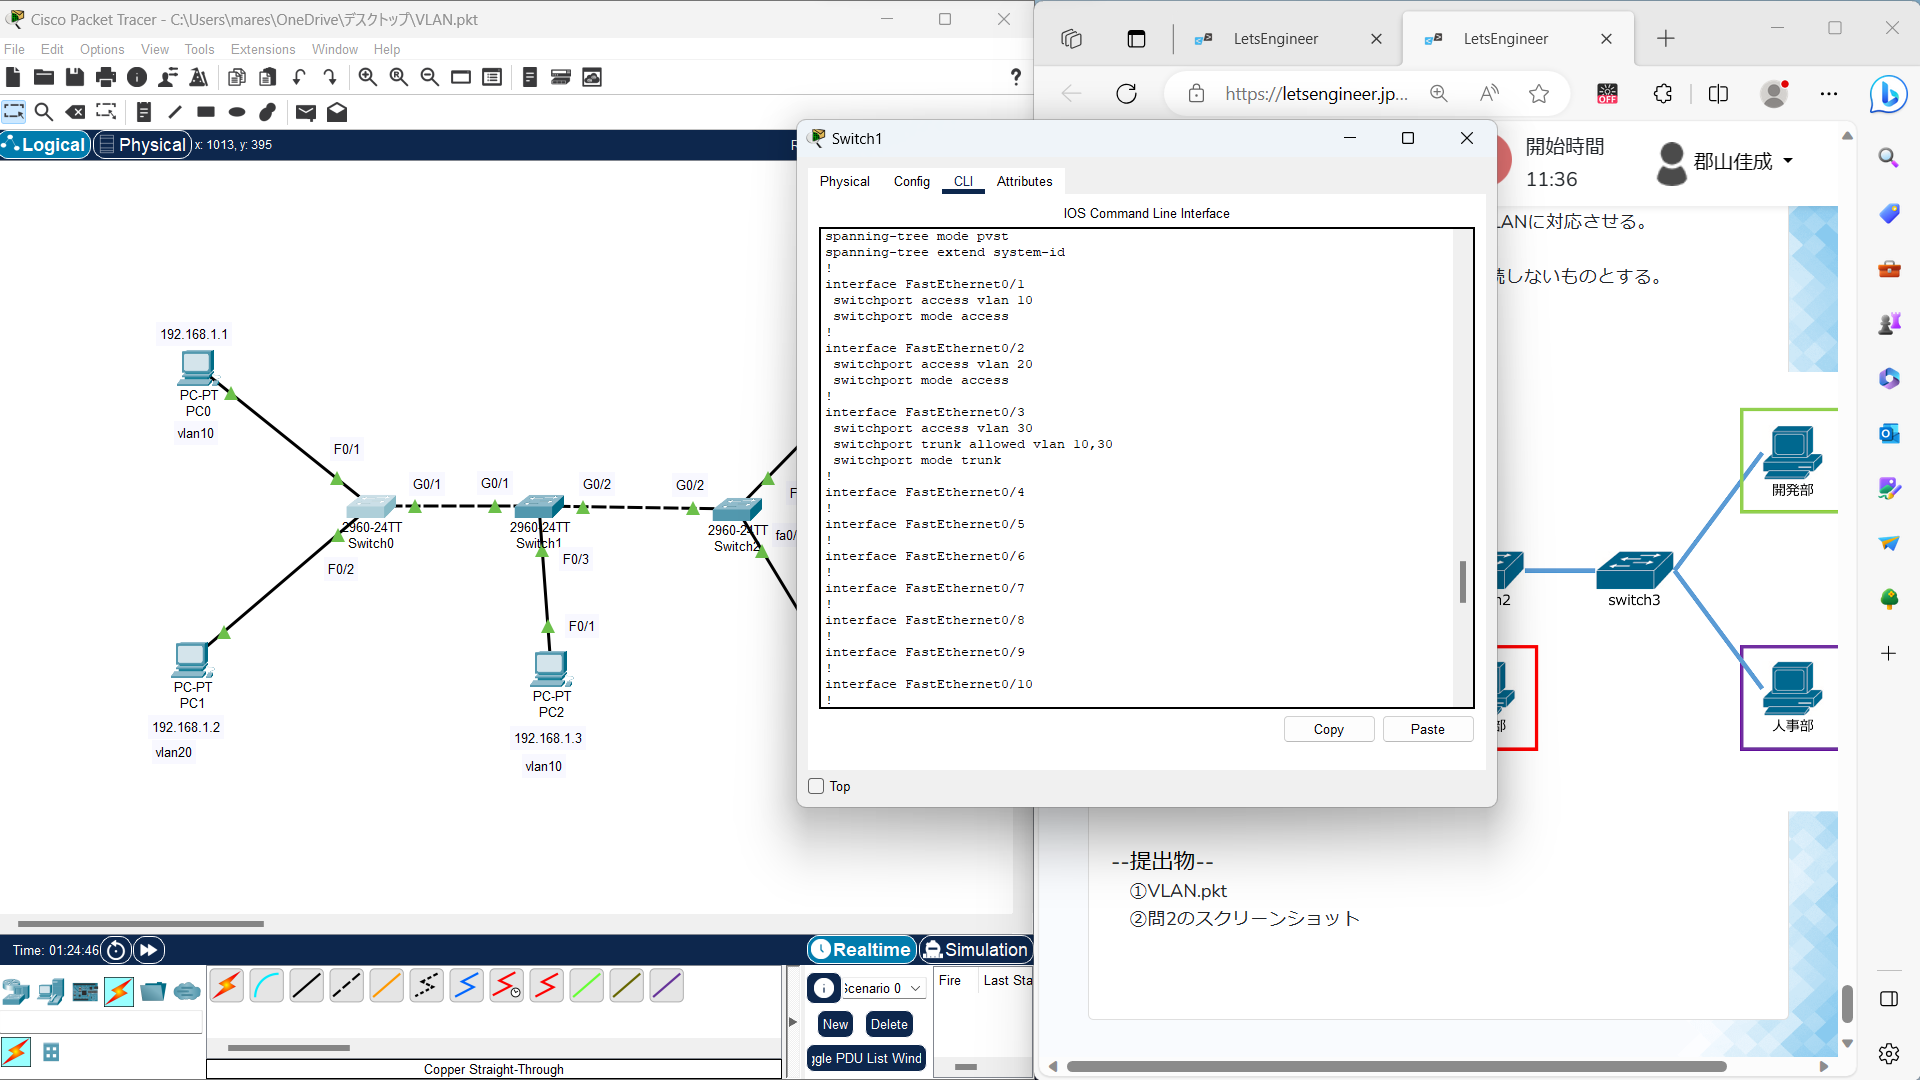 Cisco Packet Tracer - C:\Users\mares\OneDrive\デスクトップ\VLAN.pkt
File Edit Options View Tools Extensions Window Help
Logical Physical x: 1013, y: 395
192.168.1.1
PC-PT
PC0
vlan10
F0/1
G0/1
G0/1
G0/2
G0/2
2960-24TT
Switch0
2960-24TT
Switch1
2960-24TT
Switch2
fa0/
F0/2
F0/3
F0/1
PC-PT
PC1
192.168.1.2
vlan20
PC-PT
PC2
192.168.1.3
vlan10
Time: 01:24:46
Realtime
Simulation
Scenario 0
Fire
Last Sta
New
Delete
ggle PDU List Wind
Copper Straight-Through
Switch1
Physical Config CLI Attributes
IOS Command Line Interface
spanning-tree mode pvst
spanning-tree extend system-id
!
interface FastEthernet0/1
switchport access vlan 10
switchport mode access
!
interface FastEthernet0/2
switchport access vlan 20
switchport mode access
!
interface FastEthernet0/3
switchport access vlan 30
switchport trunk allowed vlan 10,30
switchport mode trunk
!
interface FastEthernet0/4
!
interface FastEthernet0/5
!
interface FastEthernet0/6
!
interface FastEthernet0/7
!
interface FastEthernet0/8
!
interface FastEthernet0/9
!
interface FastEthernet0/10
!
Copy
Paste
Top
LetsEngineer
LetsEngineer
https://letsengineer.jp...
OFF
開始時間
11:36
郡山佳成
LANに対応させる。
続しないものとする。
開発部
switch3
人事部
部
--提出物--
①VLAN.pkt
②問2のスクリーンショット